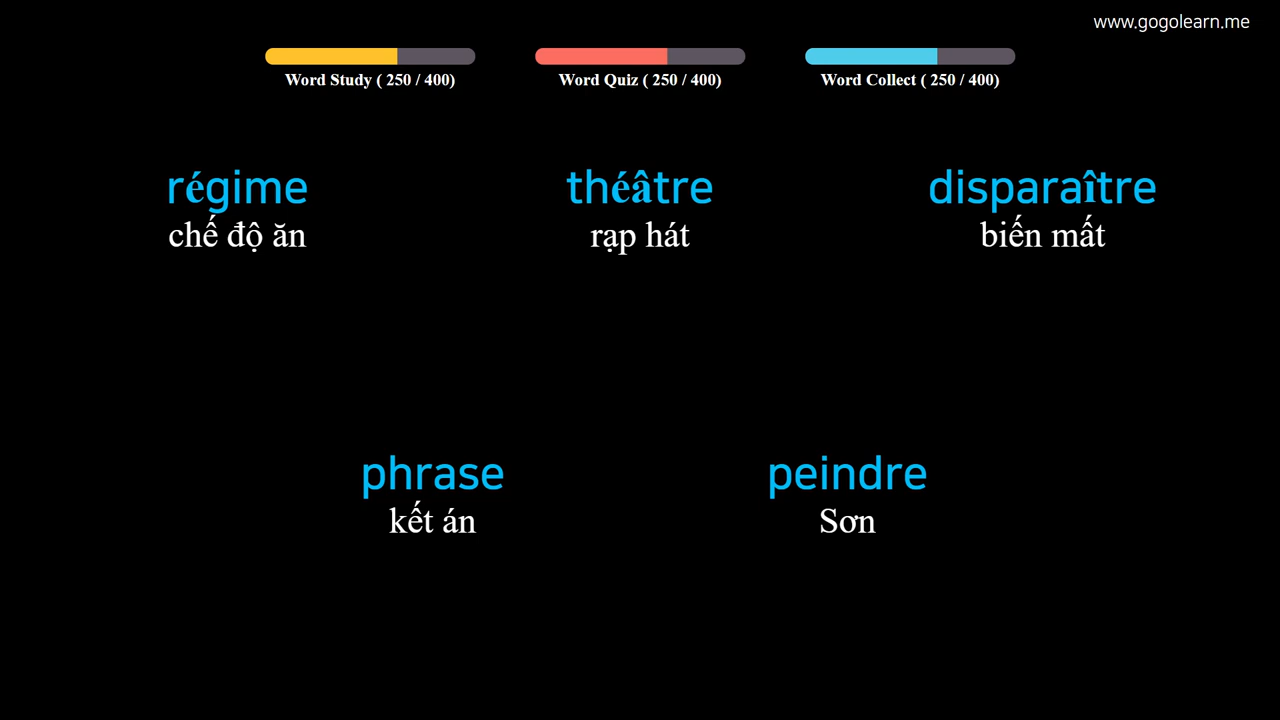 www.gogolearn.me
Word Study ( 250 / 400)
Word Quiz ( 250 / 400)
Word Collect ( 250 / 400)
régime
chế độ ăn
théâtre
rạp hát
disparaître
biến mất
phrase
kết án
peindre
Sơn